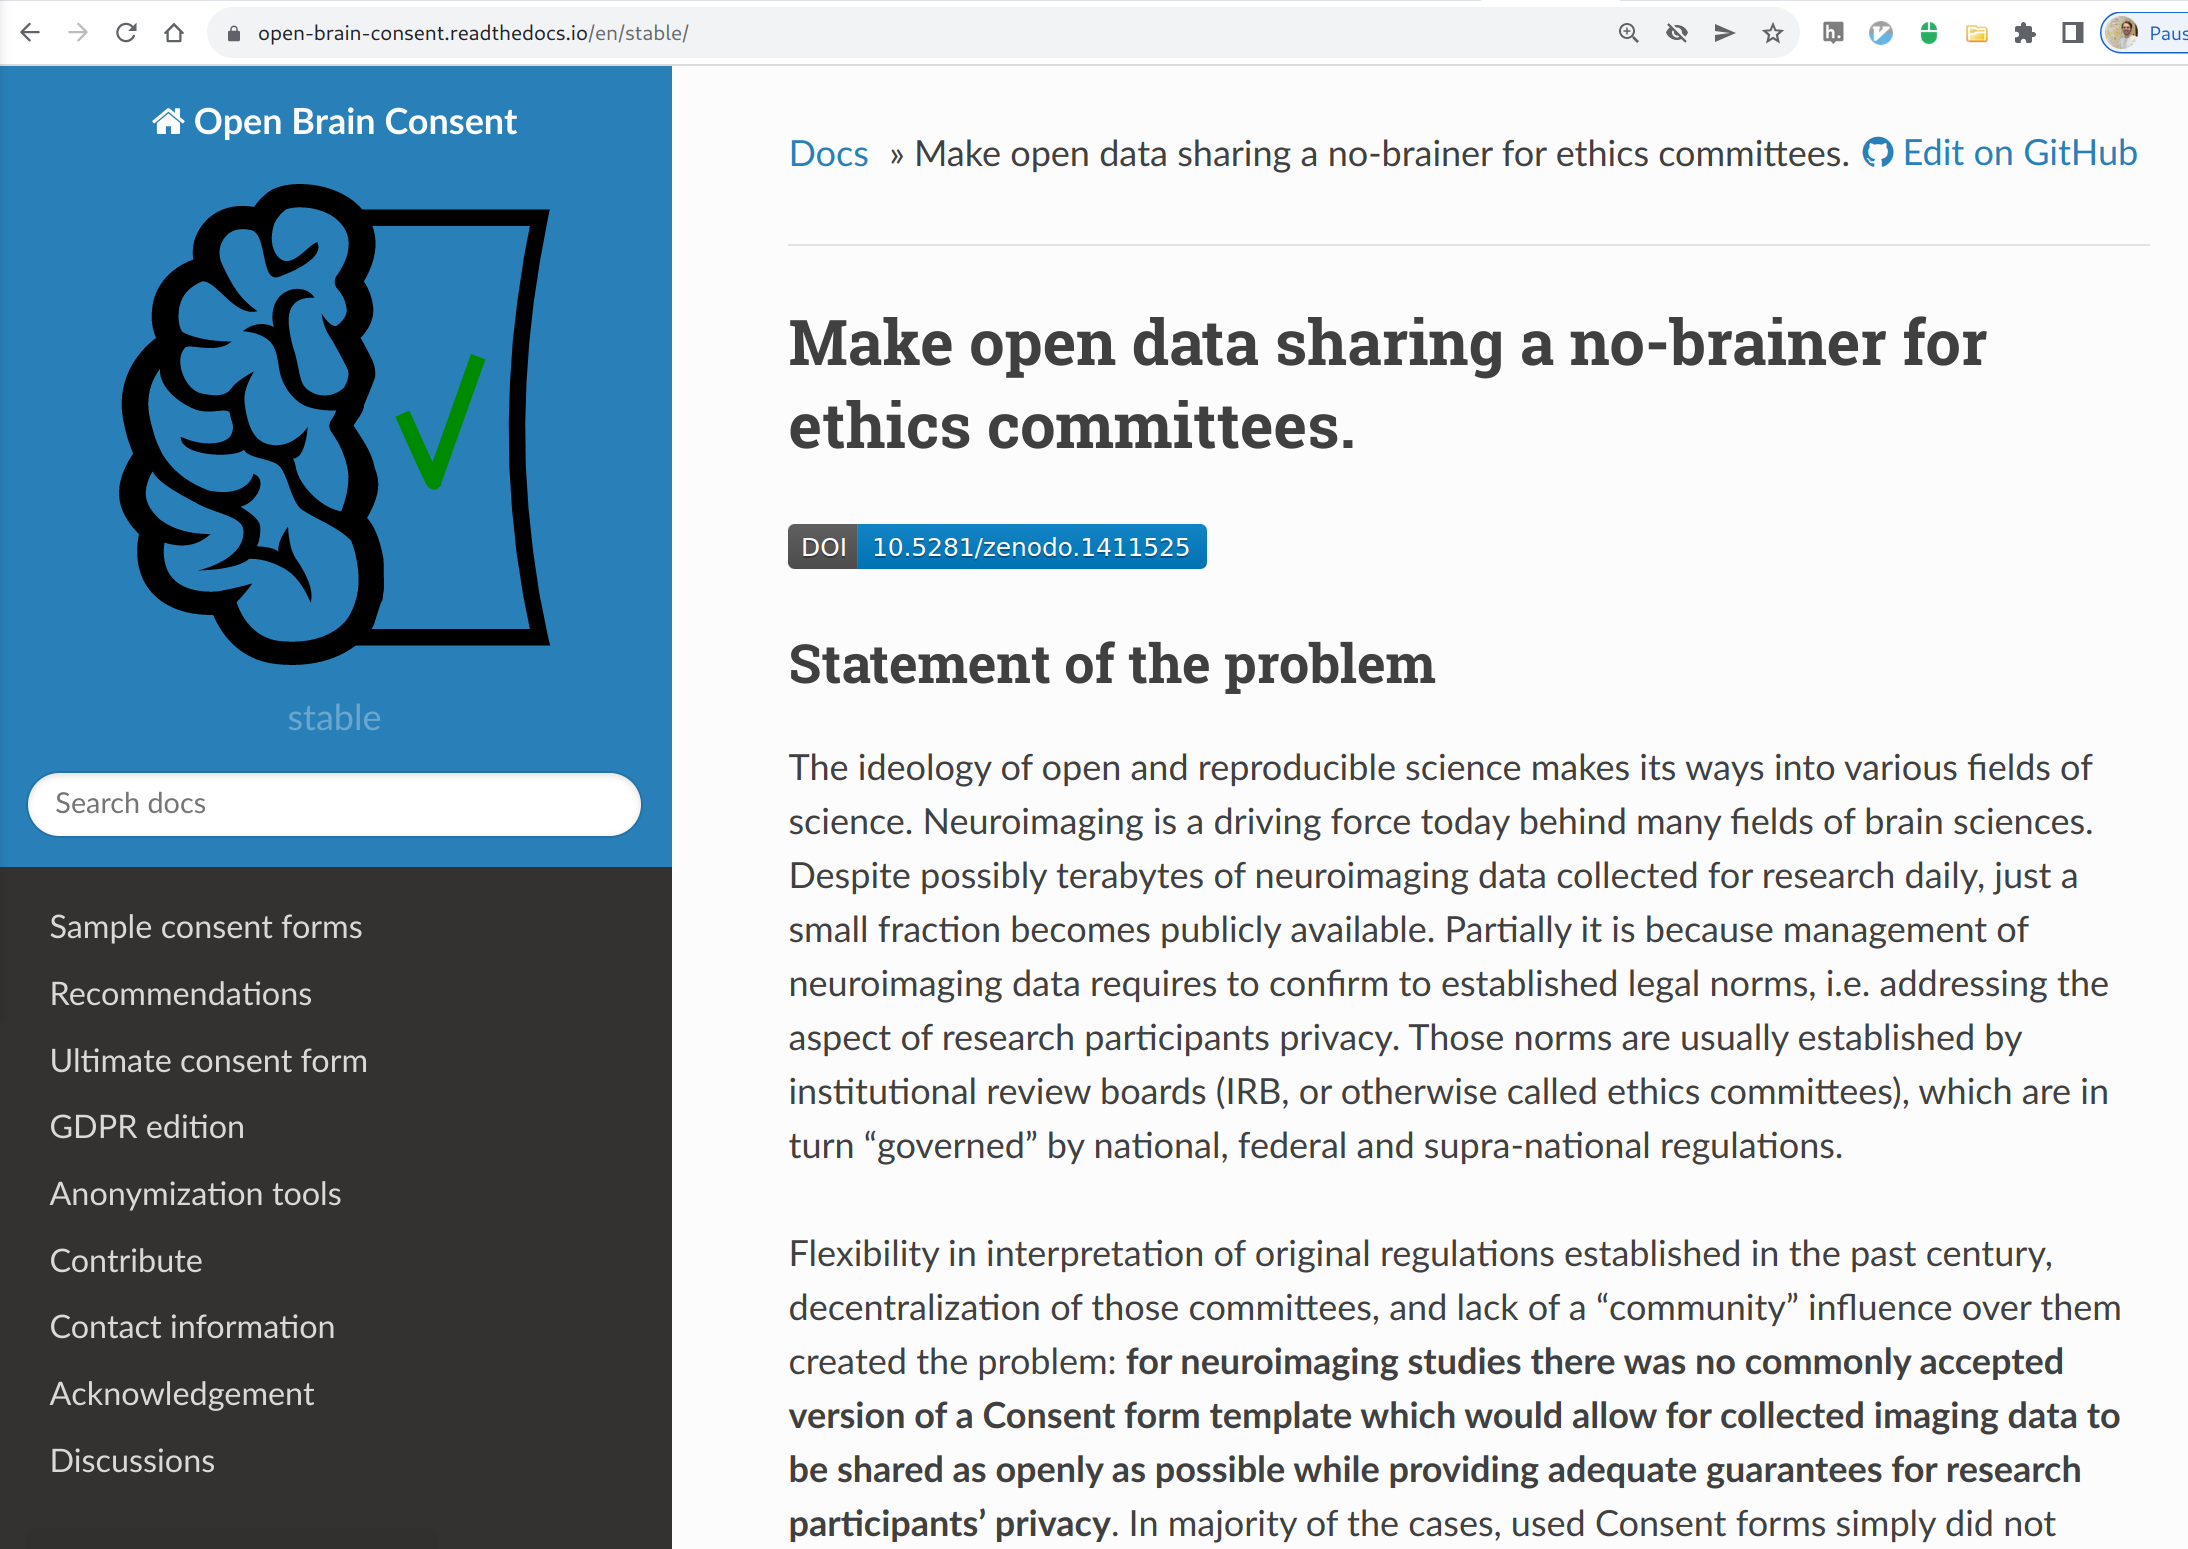 open-brain-consent.readthedocs.io/en/stable/
h.
Paus
Open Brain Consent
stable
Search docs
Sample consent forms
Recommendations
Ultimate consent form
GDPR edition
Anonymization tools
Contribute
Contact information
Acknowledgement
Discussions
Docs » Make open data sharing a no-brainer for ethics committees. Edit on GitHub
Make open data sharing a no-brainer for
ethics committees.
DOI 10.5281/zenodo.1411525
Statement of the problem
The ideology of open and reproducible science makes its ways into various fields of
science. Neuroimaging is a driving force today behind many fields of brain sciences.
Despite possibly terabytes of neuroimaging data collected for research daily, just a
small fraction becomes publicly available. Partially it is because management of
neuroimaging data requires to confirm to established legal norms, i.e. addressing the
aspect of research participants privacy. Those norms are usually established by
institutional review boards (IRB, or otherwise called ethics committees), which are in
turn “governed” by national, federal and supra-national regulations.
Flexibility in interpretation of original regulations established in the past century,
decentralization of those committees, and lack of a “community” influence over them
created the problem: for neuroimaging studies there was no commonly accepted
version of a Consent form template which would allow for collected imaging data to
be shared as openly as possible while providing adequate guarantees for research
participants’ privacy. In majority of the cases, used Consent forms simply did not